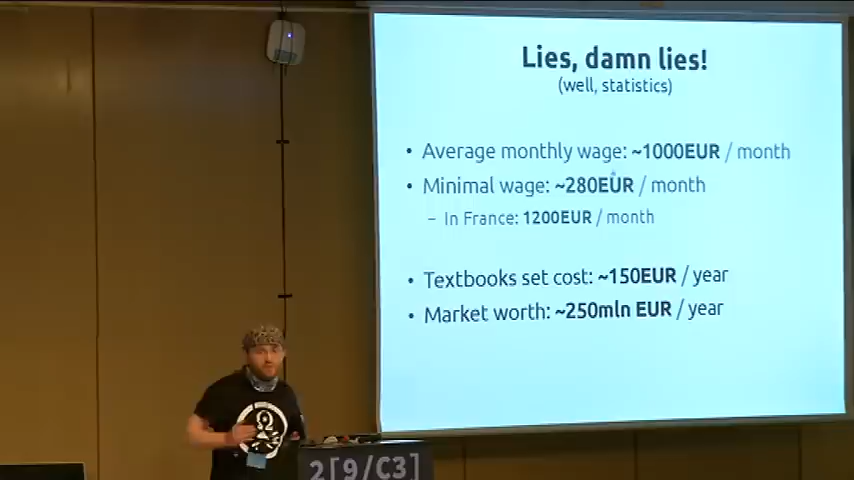 Lies, damn lies!
(well, statistics)
• Average monthly wage: ~1000EUR / month
• Minimal wage: ~280EUR / month
– In France: 1200EUR / month
• Textbooks set cost: ~150EUR / year
• Market worth: ~250mln EUR / year
2[9/C3]